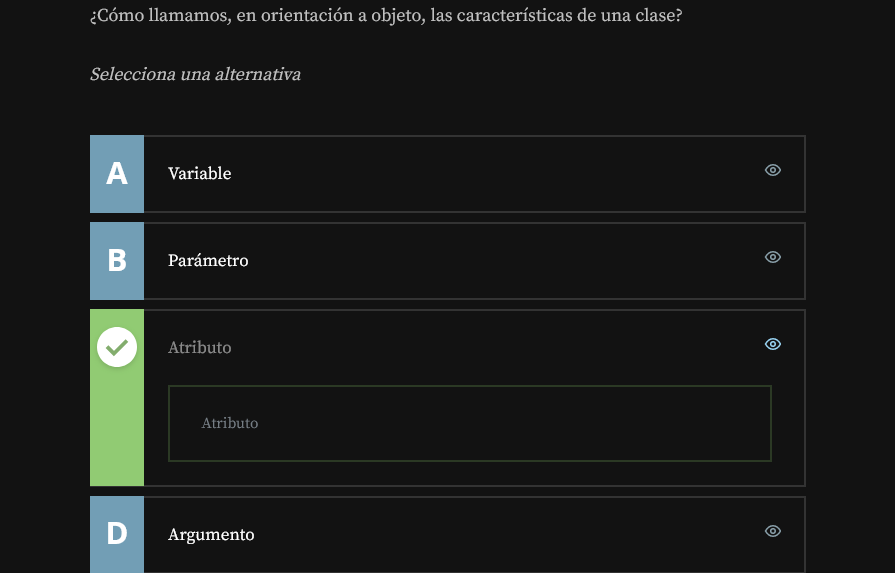 ¿Cómo llamamos, en orientación a objeto, las características de una clase?
Selecciona una alternativa
A Variable
B Parámetro
Atributo
Atributo
D Argumento